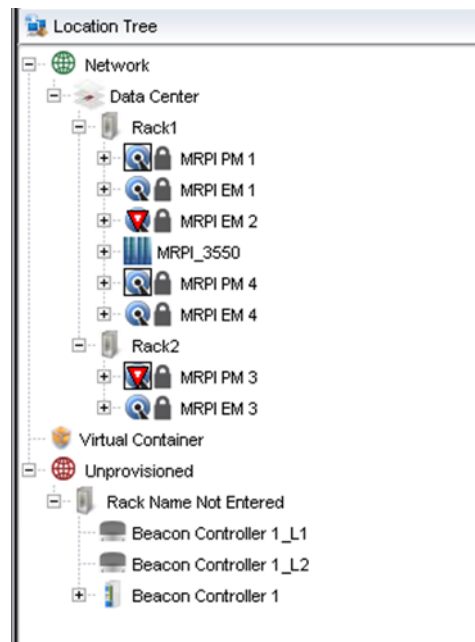 Location Tree
Network
Data Center
Rack1
MRPI PM 1
MRPI EM 1
MRPI EM 2
MRPI_3550
MRPI PM 4
MRPI EM 4
Rack2
MRPI PM 3
MRPI EM 3
Virtual Container
Unprovisioned
Rack Name Not Entered
Beacon Controller 1_L1
Beacon Controller 1_L2
Beacon Controller 1